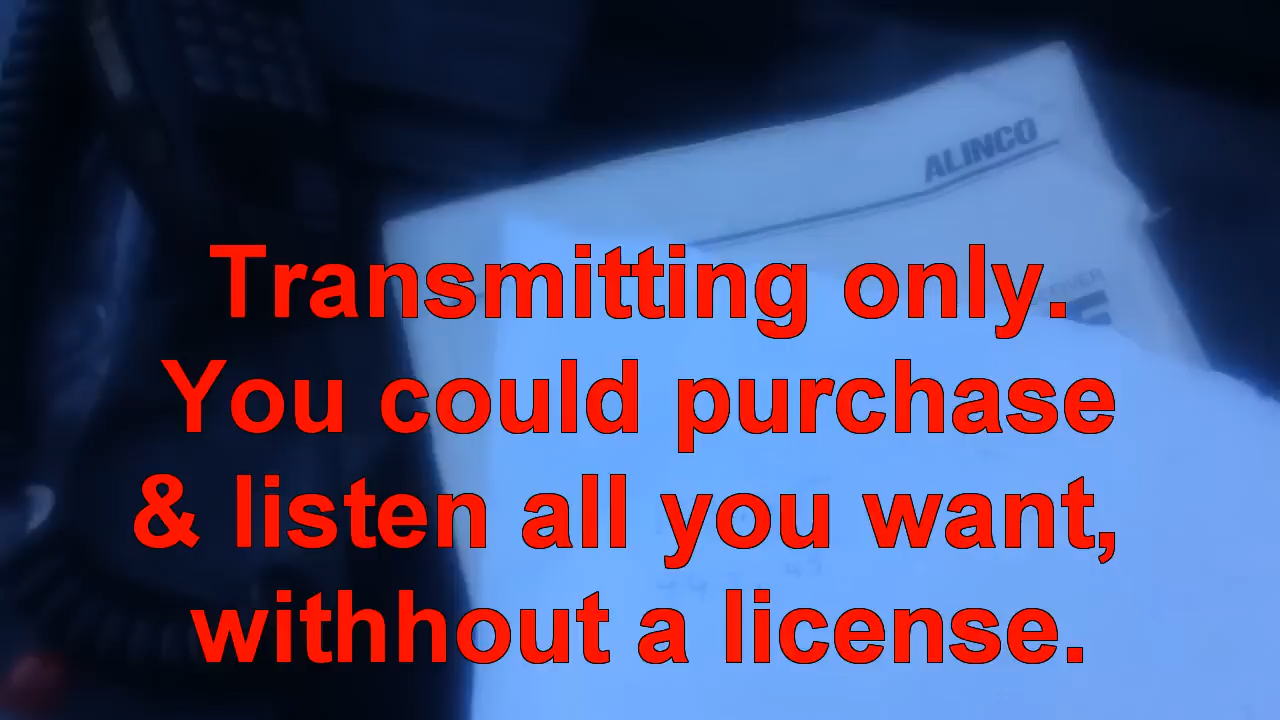 ALINCO
Transmitting only.
You could purchase
& listen all you want,
withhout a license.